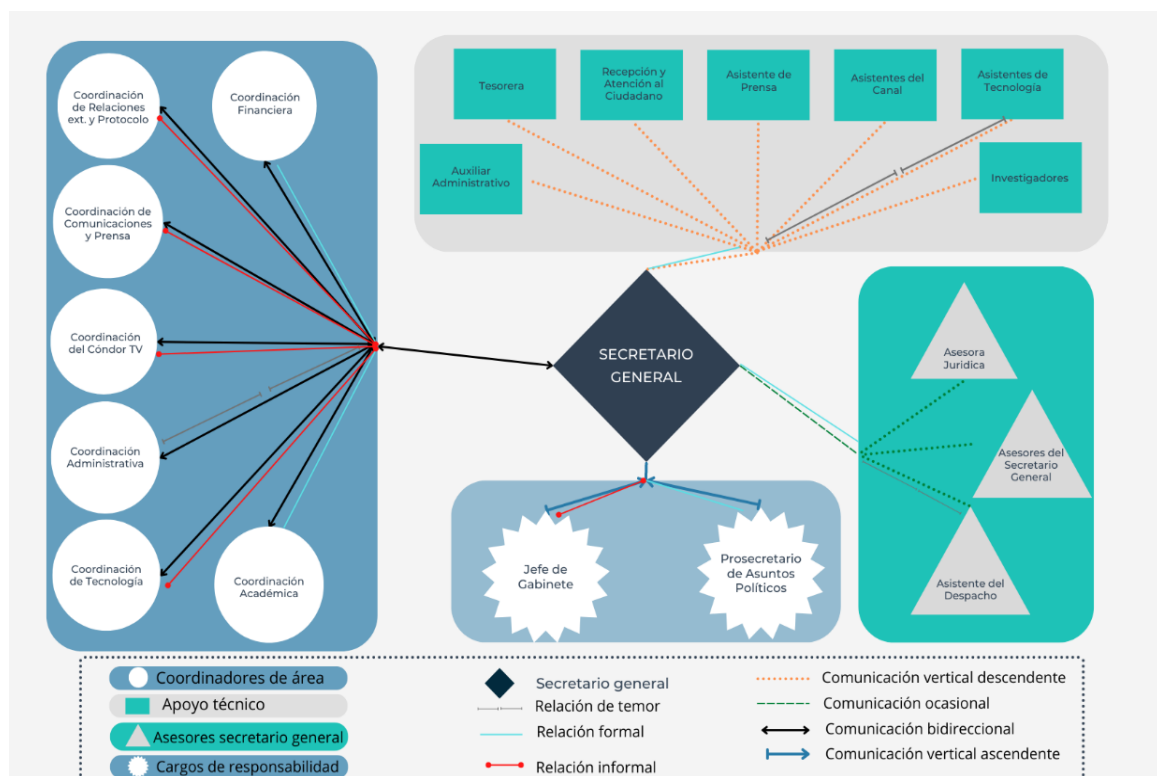 Coordinación
de Relaciones
ext. y Protocolo
Coordinación
Financiera
Coordinación de
Comunicaciones
y Prensa
Coordinación
del Cóndor TV
Coordinación
Administrativa
Coordinación
de Tecnología
Coordinación
Académica
Tesorera
Recepción y
Atención al
Ciudadano
Asistente de
Prensa
Asistentes del
Canal
Asistentes de
Tecnología
Auxiliar
Administrativo
Investigadores
SECRETARIO
GENERAL
Asesora
Juridica
Asesores del
Secretario
General
Asistente del
Despacho
Jefe de
Gabinete
Prosecretario
de Asuntos
Políticos
Coordinadores de área
Apoyo técnico
Asesores secretario general
Cargos de responsabilidad
Secretario general
Relación de temor
Relación formal
Relación informal
Comunicación vertical descendente
Comunicación ocasional
Comunicación bidireccional
Comunicación vertical ascendente